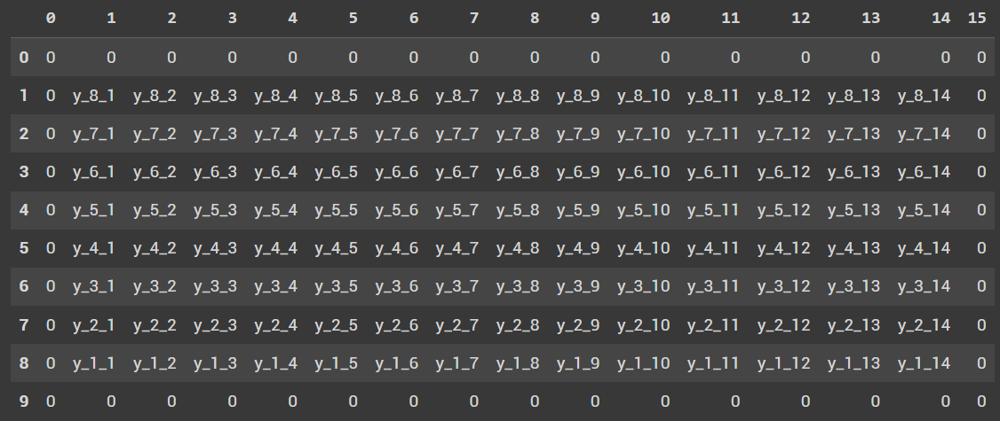 0 1 2 3 4 5 6 7 8 9 10 11 12 13 14 15
0 0 0 0 0 0 0 0 0 0 0 0 0 0 0 0 0
1 0 y_8_1 y_8_2 y_8_3 y_8_4 y_8_5 y_8_6 y_8_7 y_8_8 y_8_9 y_8_10 y_8_11 y_8_12 y_8_13 y_8_14 0
2 0 y_7_1 y_7_2 y_7_3 y_7_4 y_7_5 y_7_6 y_7_7 y_7_8 y_7_9 y_7_10 y_7_11 y_7_12 y_7_13 y_7_14 0
3 0 y_6_1 y_6_2 y_6_3 y_6_4 y_6_5 y_6_6 y_6_7 y_6_8 y_6_9 y_6_10 y_6_11 y_6_12 y_6_13 y_6_14 0
4 0 y_5_1 y_5_2 y_5_3 y_5_4 y_5_5 y_5_6 y_5_7 y_5_8 y_5_9 y_5_10 y_5_11 y_5_12 y_5_13 y_5_14 0
5 0 y_4_1 y_4_2 y_4_3 y_4_4 y_4_5 y_4_6 y_4_7 y_4_8 y_4_9 y_4_10 y_4_11 y_4_12 y_4_13 y_4_14 0
6 0 y_3_1 y_3_2 y_3_3 y_3_4 y_3_5 y_3_6 y_3_7 y_3_8 y_3_9 y_3_10 y_3_11 y_3_12 y_3_13 y_3_14 0
7 0 y_2_1 y_2_2 y_2_3 y_2_4 y_2_5 y_2_6 y_2_7 y_2_8 y_2_9 y_2_10 y_2_11 y_2_12 y_2_13 y_2_14 0
8 0 y_1_1 y_1_2 y_1_3 y_1_4 y_1_5 y_1_6 y_1_7 y_1_8 y_1_9 y_1_10 y_1_11 y_1_12 y_1_13 y_1_14 0
9 0 0 0 0 0 0 0 0 0 0 0 0 0 0 0 0